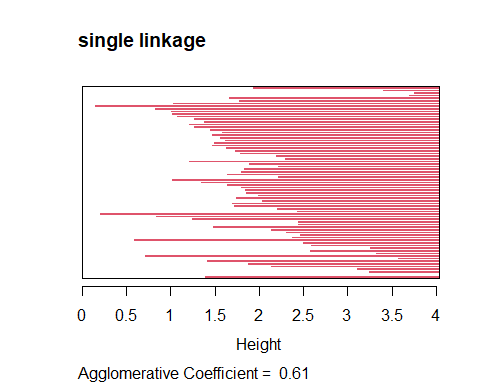 single linkage
0 0.5 1 1.5 2 2.5 3 3.5 4
Height
Agglomerative Coefficient = 0.61